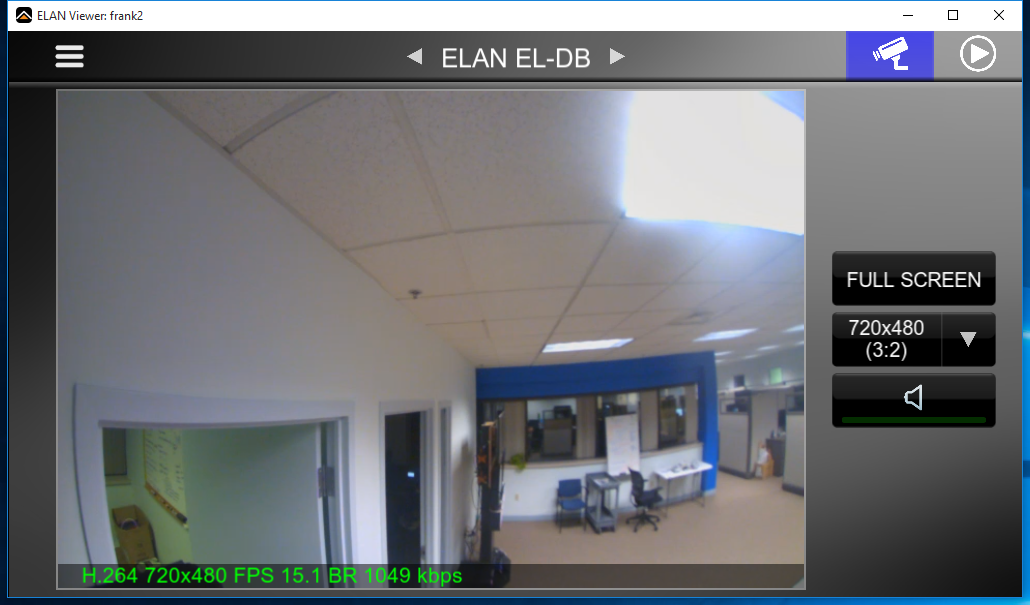 ELAN Viewer: frank2
ELAN EL-DB
FULL SCREEN
720x480
(3:2)
H.264 720x480 FPS 15.1 BR 1049 kbps